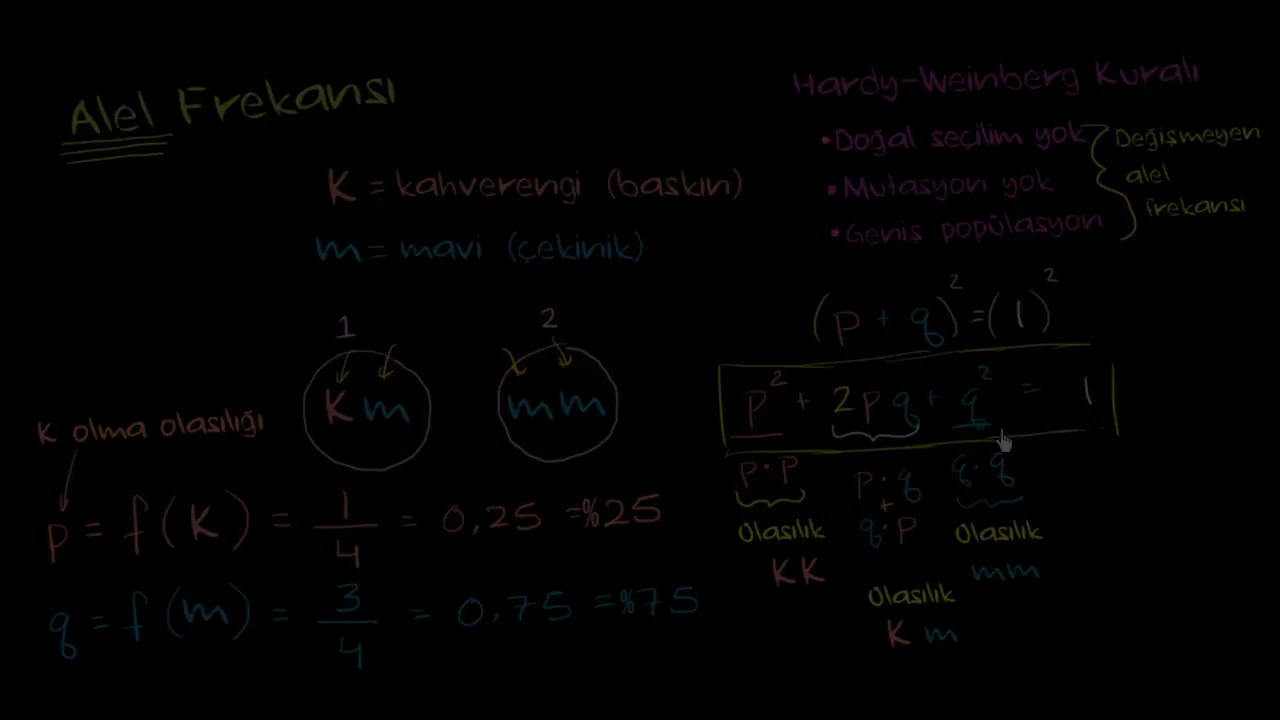 Alel Frekansı
K = kahverengi (baskın)
m = mavi (çekinik)
1
2
K m
m m
K olma olasılığı
p = f(K) = 1/4 = 0,25 = %25
q = f(m) = 3/4 = 0,75 = %75
Hardy-Weinberg Kuralı
• Doğal seçilim yok
• Mutasyon yok
• Geniş popülasyon
Değişmeyen
alel
frekansı
(p + q)² = (1)²
p² + 2pq + q² = 1
p · p
p · q
+
q · p
q · q
Olasılık
KK
Olasılık
mm
Olasılık
K m